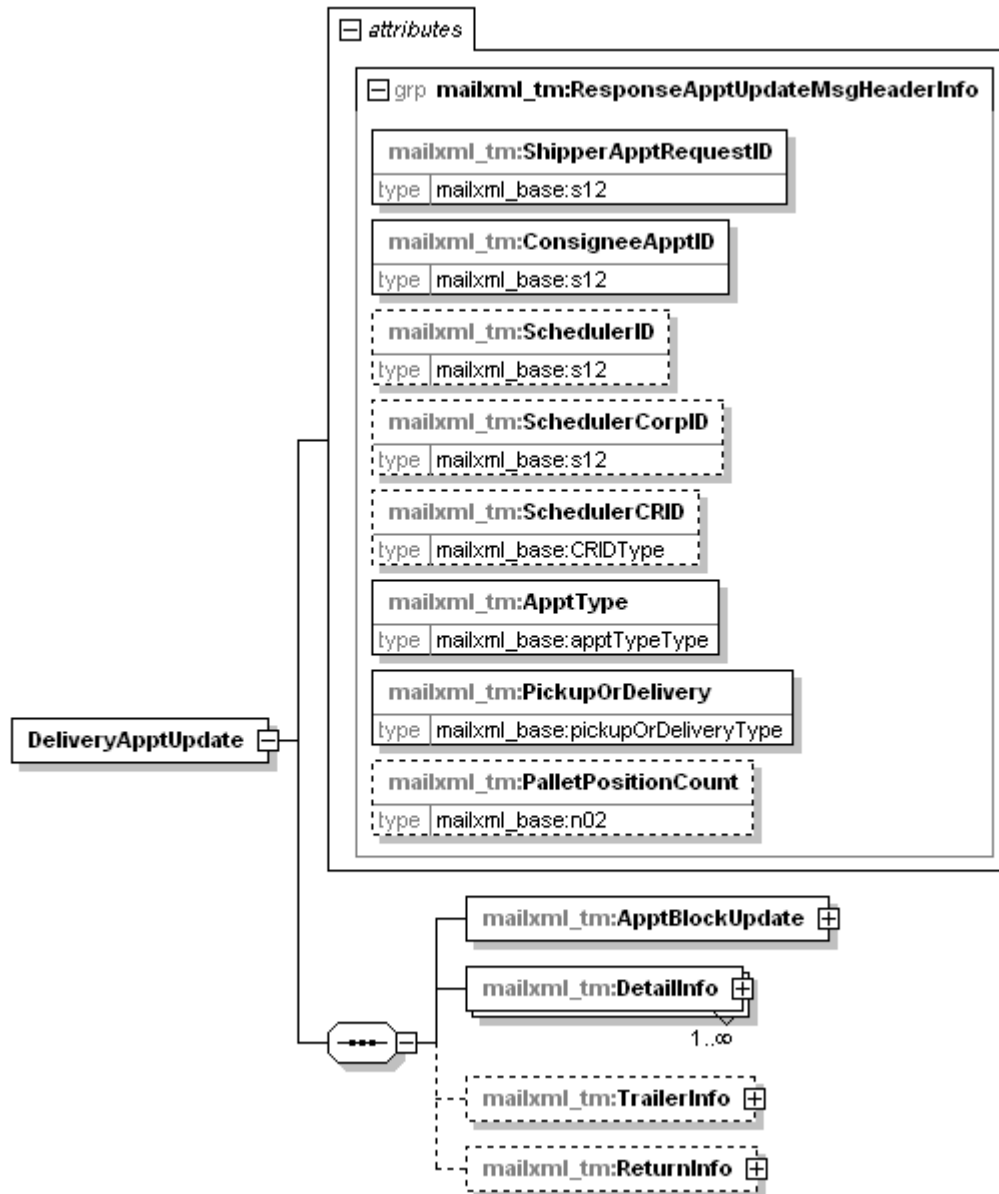 attributes
grp mailxml_tm:ResponseApptUpdateMsgHeaderInfo
mailxml_tm:ShipperApptRequestID
type mailxml_base:s12
mailxml_tm:ConsigneeApptID
type mailxml_base:s12
mailxml_tm:SchedulerID
type mailxml_base:s12
mailxml_tm:SchedulerCorpID
type mailxml_base:s12
mailxml_tm:SchedulerCRID
type mailxml_base:CRIDType
mailxml_tm:ApptType
type mailxml_base:apptTypeType
mailxml_tm:PickupOrDelivery
type mailxml_base:pickupOrDeliveryType
DeliveryApptUpdate
mailxml_tm:PalletPositionCount
type mailxml_base:n02
mailxml_tm:ApptBlockUpdate
mailxml_tm:DetailInfo
1..∞
mailxml_tm:TrailerInfo
mailxml_tm:ReturnInfo